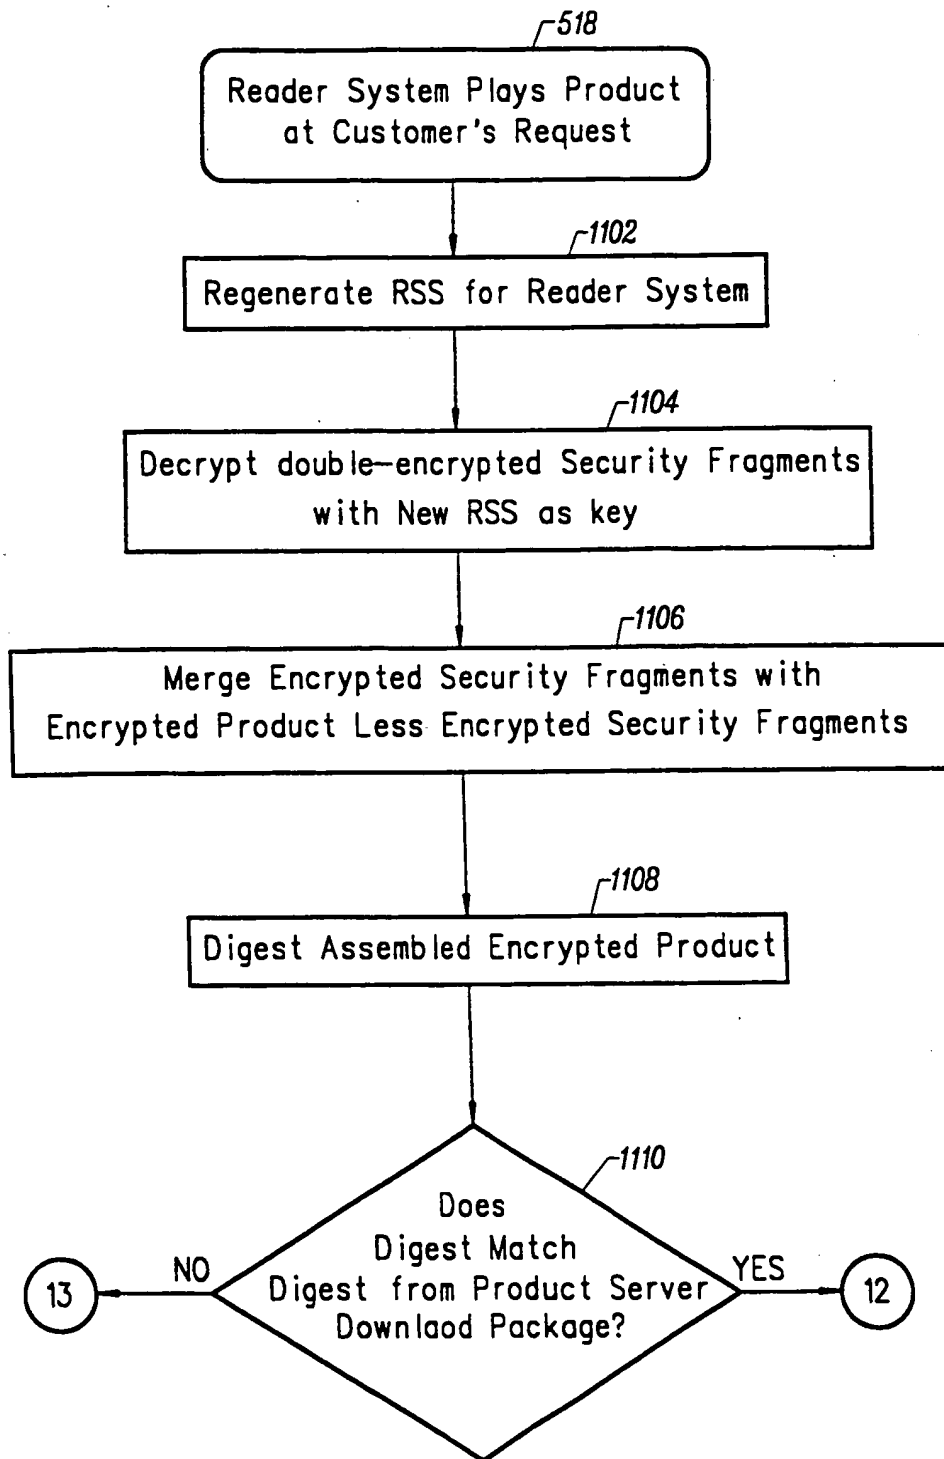 518
Reader System Plays Product
at Customer's Request
1102
Regenerate RSS for Reader System
1104
Decrypt double-encrypted Security Fragments
with New RSS as key
1106
Merge Encrypted Security Fragments with
Encrypted Product Less Encrypted Security Fragments
1108
Digest Assembled Encrypted Product
1110
Does
Digest Match
Digest from Product Server
Downlaod Package?
NO
YES
13
12